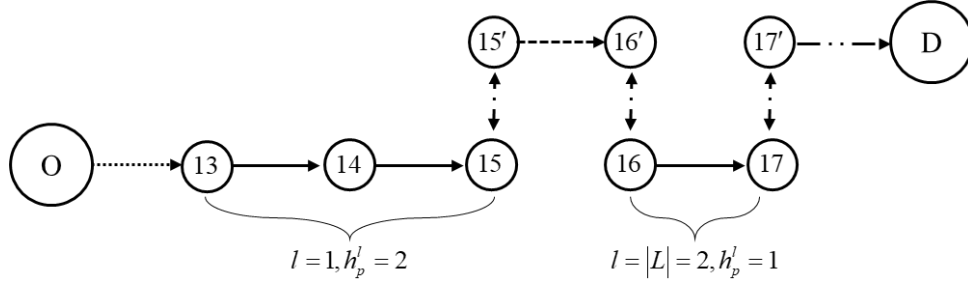 15′ 16′ 17′ D
O 13 14 15 16 17
l = 1, h_p^l = 2 l = |L| = 2, h_p^l = 1